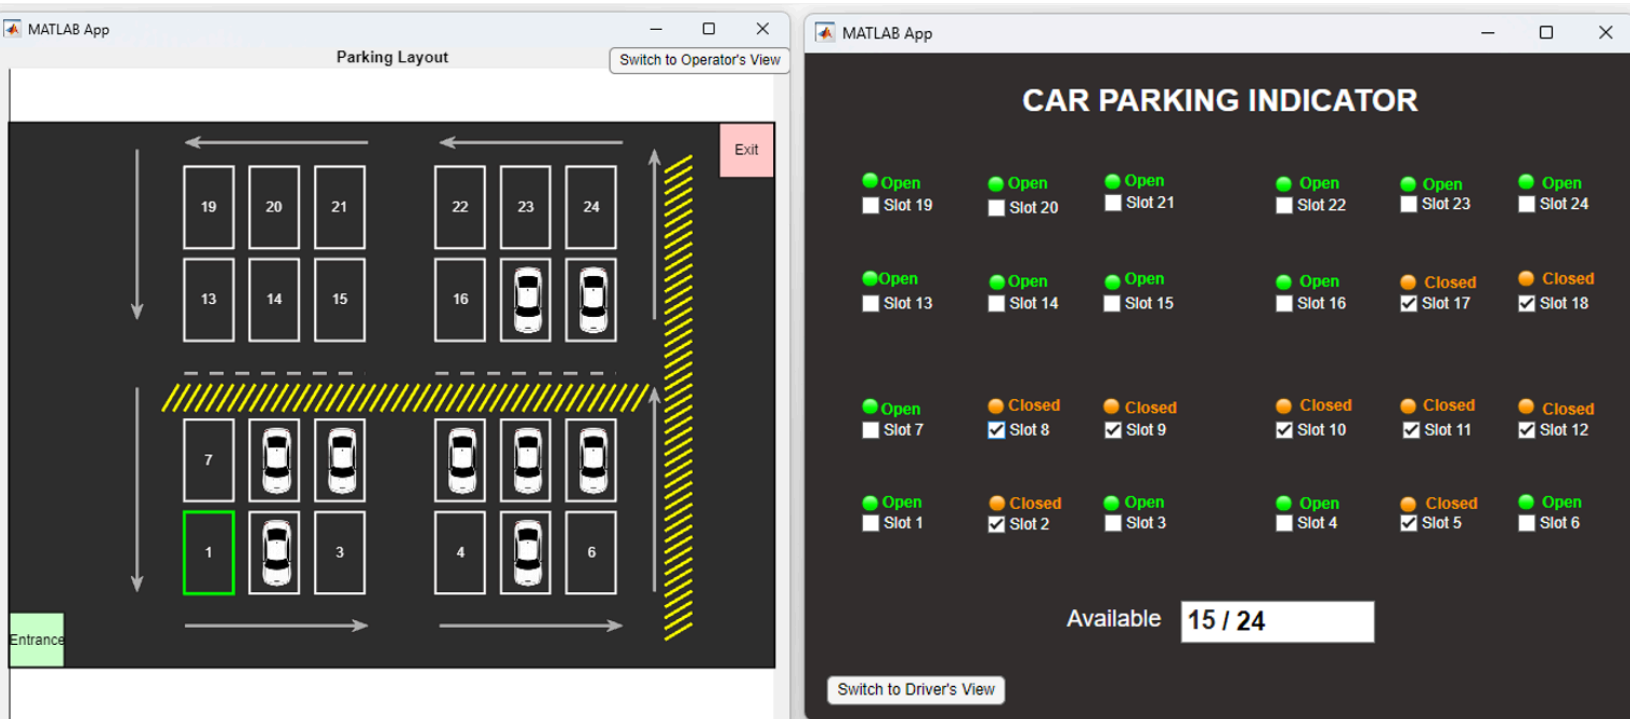 MATLAB App
Parking Layout
Switch to Operator's View
Exit
19 20 21 22 23 24
13 14 15 16
7
1 3 4 6
Entrance
MATLAB App
CAR PARKING INDICATOR
Open Open Open Open Open Open
Slot 19 Slot 20 Slot 21 Slot 22 Slot 23 Slot 24
Open Open Open Open Closed Closed
Slot 13 Slot 14 Slot 15 Slot 16 Slot 17 Slot 18
Open Closed Closed Closed Closed Closed
Slot 7 Slot 8 Slot 9 Slot 10 Slot 11 Slot 12
Open Closed Open Open Closed Open
Slot 1 Slot 2 Slot 3 Slot 4 Slot 5 Slot 6
Available 15 / 24
Switch to Driver's View